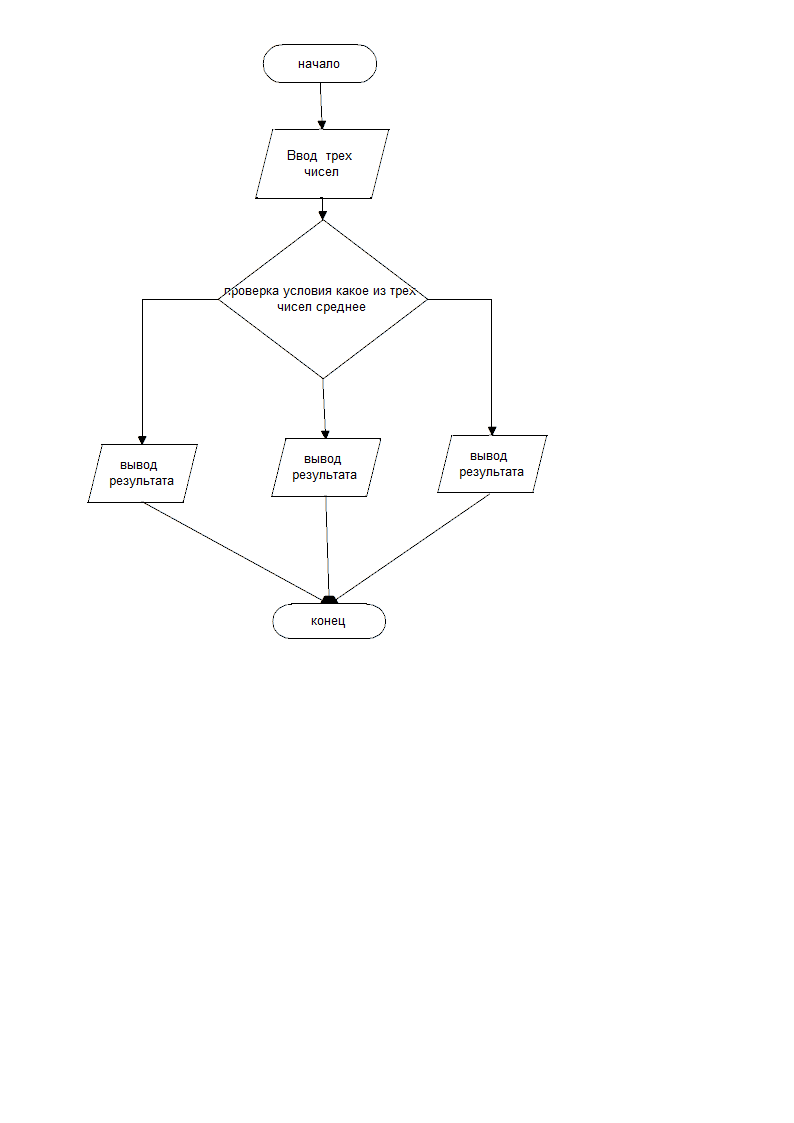 начало
Ввод трех
чисел
проверка условия какое из трех
чисел среднее
вывод
результата
вывод
результата
вывод
результата
конец